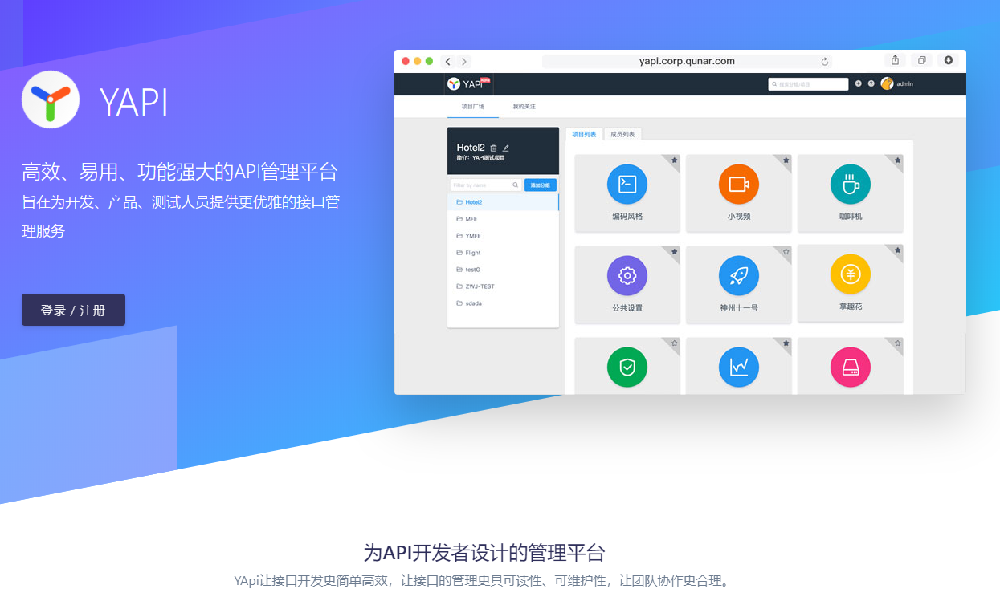 YAPI
高效、易用、功能强大的API管理平台
旨在为开发、产品、测试人员提供更优雅的接口管
理服务
登录 / 注册
yapi.corp.qunar.com
YAPI
搜索分组/项目
admin
项目广场
我的关注
Hotel2
简介：YAPI测试项目
Filter by name
添加分组
Hotel2
MFE
YMFE
Flight
testG
ZWJ-TEST
sdada
项目列表
成员列表
编码风格
小视频
咖啡机
公共设置
神州十一号
拿趣花
为API开发者设计的管理平台
YApi让接口开发更简单高效，让接口的管理更具可读性、可维护性，让团队协作更合理。